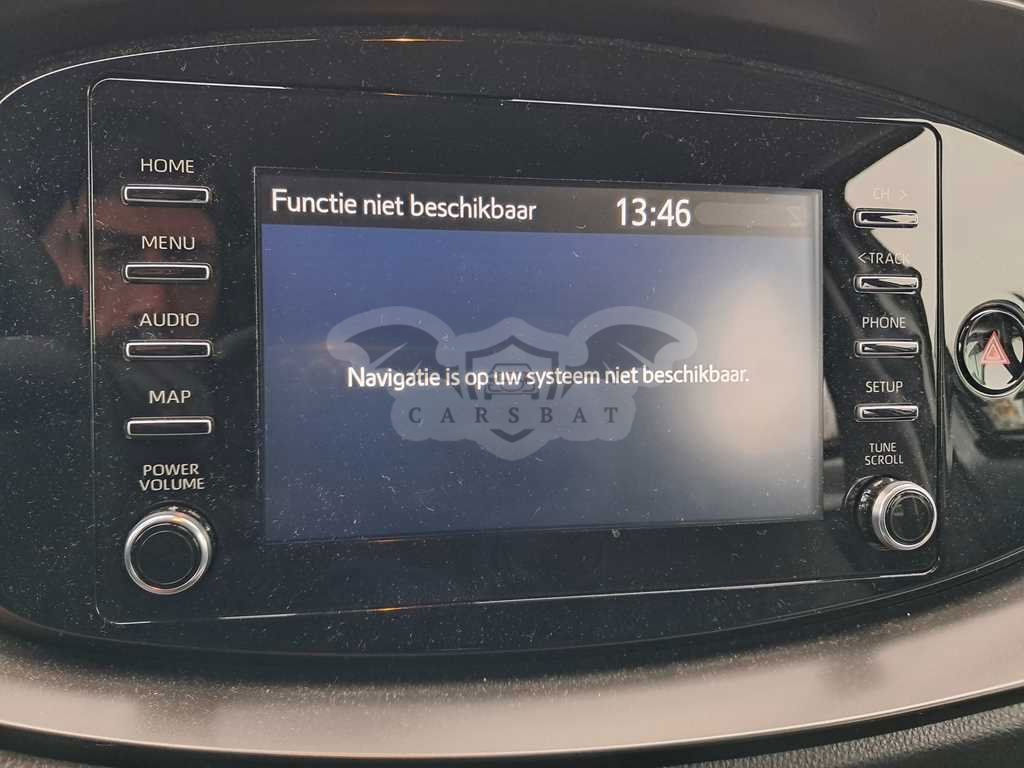 HOME
MENU
AUDIO
MAP
POWER
VOLUME
Functie niet beschikbaar 13:46
Navigatie is op uw systeem niet beschikbaar.
CARSBAT
CH >
< TRACK
PHONE
SETUP
TUNE
SCROLL